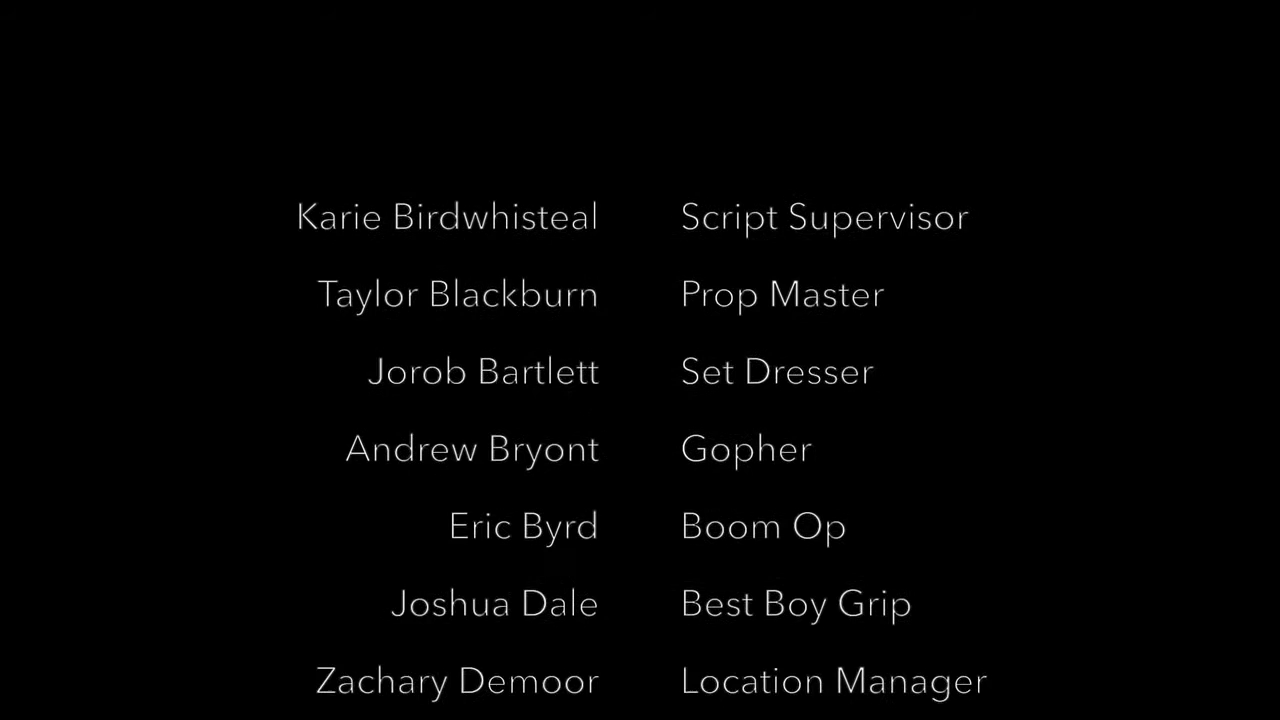 Karie Birdwhisteal Script Supervisor
Taylor Blackburn Prop Master
Jorob Bartlett Set Dresser
Andrew Bryont Gopher
Eric Byrd Boom Op
Joshua Dale Best Boy Grip
Zachary Demoor Location Manager